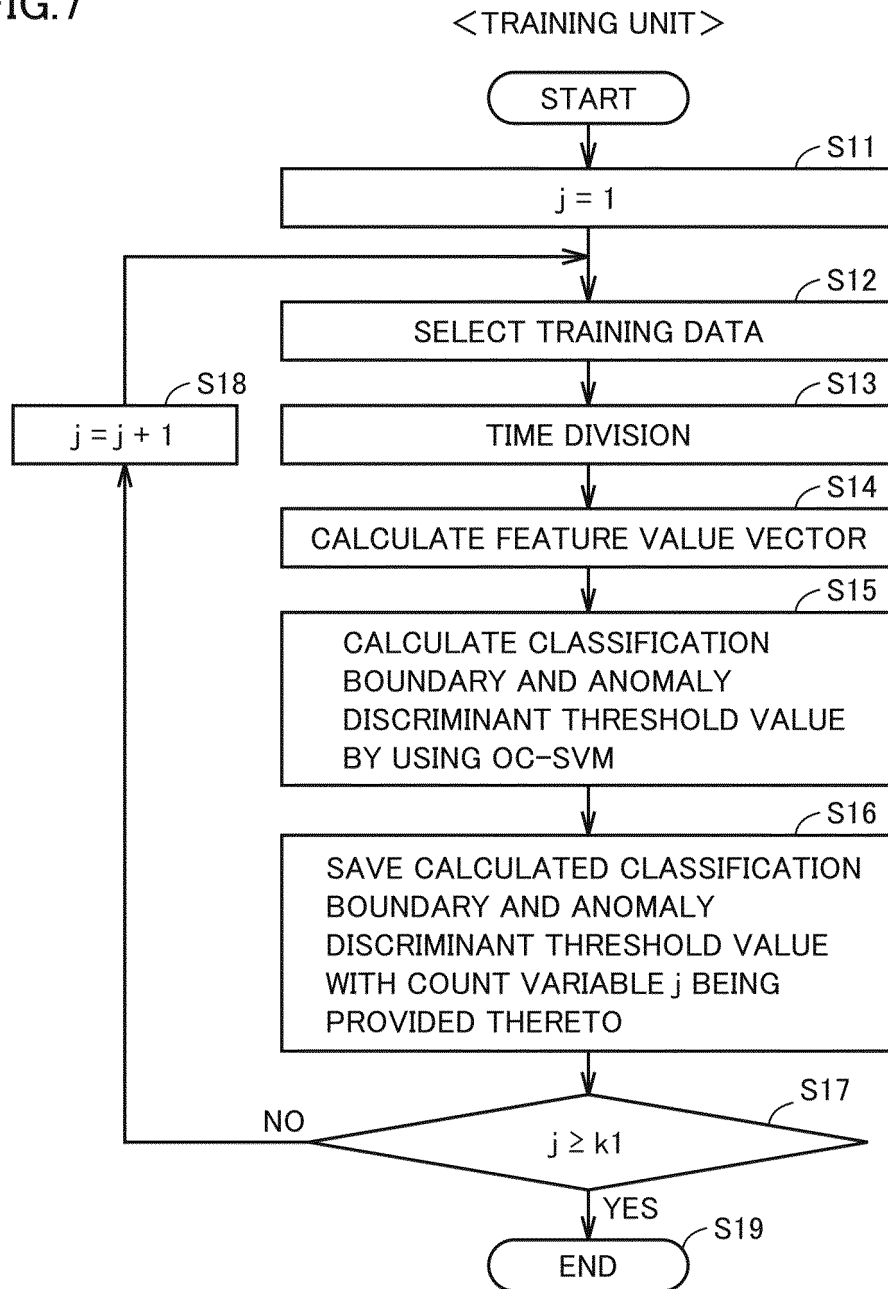 FIG.7
<TRAINING UNIT>
START
S11
j = 1
S12
SELECT TRAINING DATA
S18
j = j + 1
S13
TIME DIVISION
S14
CALCULATE FEATURE VALUE VECTOR
S15
CALCULATE CLASSIFICATION
BOUNDARY AND ANOMALY
DISCRIMINANT THRESHOLD VALUE
BY USING OC-SVM
S16
SAVE CALCULATED CLASSIFICATION
BOUNDARY AND ANOMALY
DISCRIMINANT THRESHOLD VALUE
WITH COUNT VARIABLE j BEING
PROVIDED THERETO
S17
NO
j ≥ k1
YES
S19
END